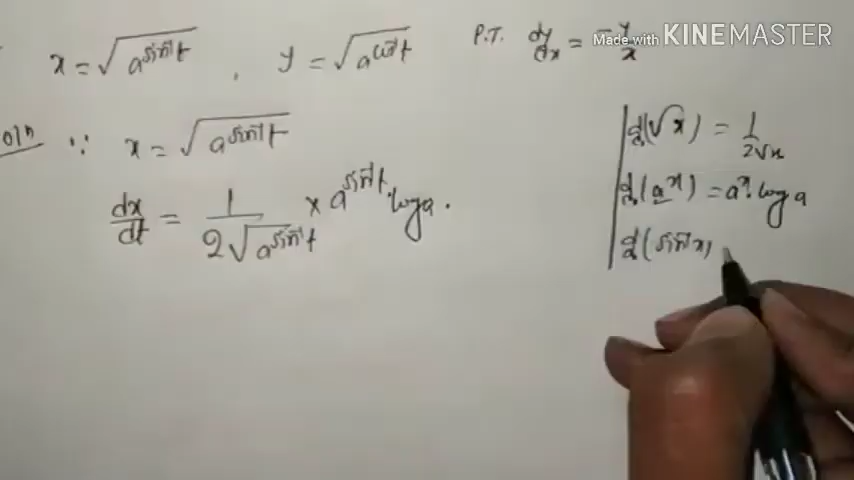 x = √(a^(sin⁻¹t)) , y = √(a^(cos⁻¹t)) P.T. dy/dx = -y/x
Made with KINEMASTER
Soln ∵ x = √(a^(sin⁻¹t))
dx/dt = 1/(2√(a^(sin⁻¹t))) × a^(sin⁻¹t) · log a .
d/dx (√x) = 1/(2√x)
d/dx (a^x) = a^x · log a
d/dx (sin⁻¹x)